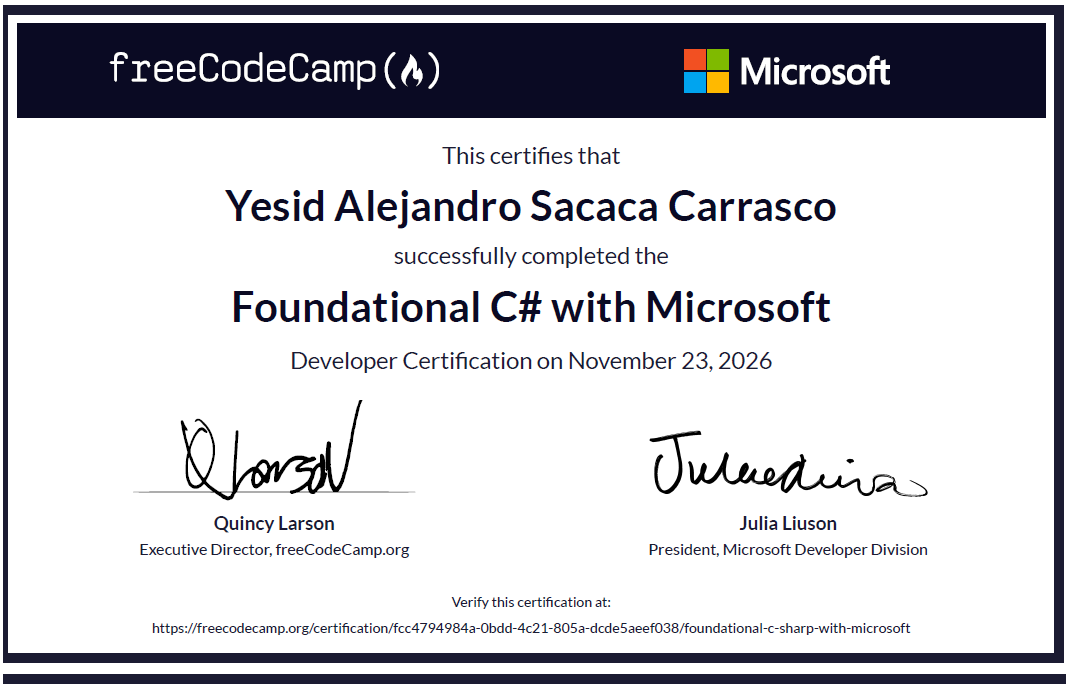 freeCodeCamp
Microsoft
This certifies that
Yesid Alejandro Sacaca Carrasco
successfully completed the
Foundational C# with Microsoft
Developer Certification on November 23, 2026
Quincy Larson
Executive Director, freeCodeCamp.org
Julia Liuson
President, Microsoft Developer Division
Verify this certification at:
https://freecodecamp.org/certification/fcc4794984a-0bdd-4c21-805a-dcde5aeef038/foundational-c-sharp-with-microsoft